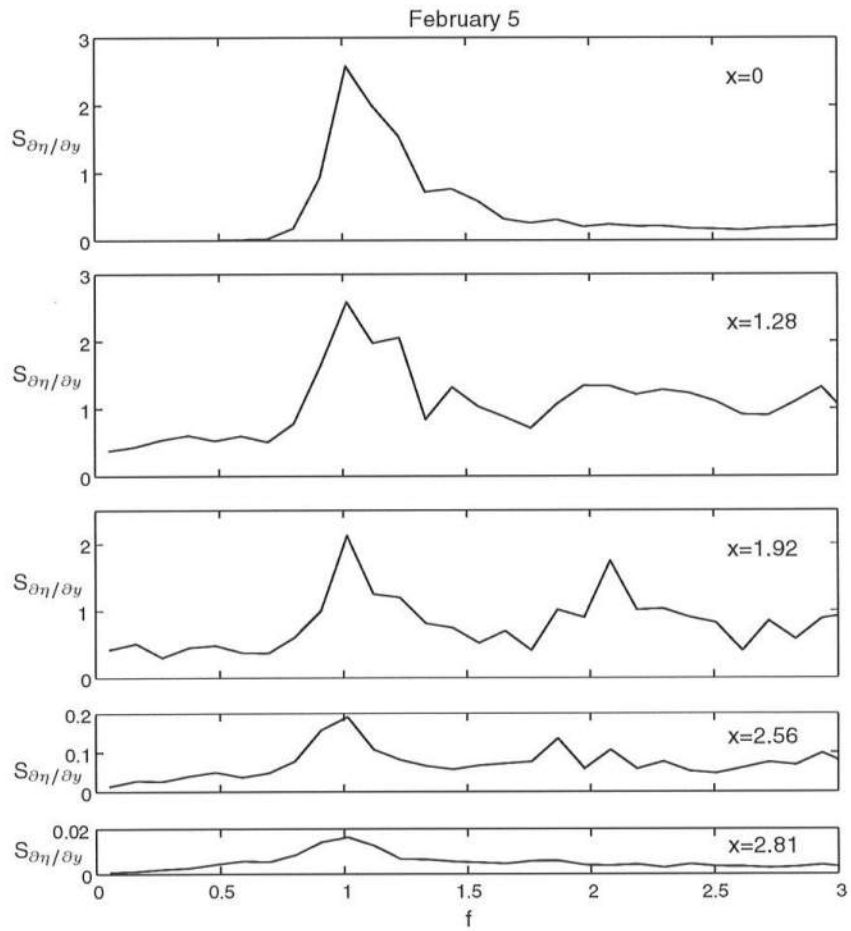 February 5
3
2
1
0
S∂η/∂y
x=0
3
2
1
0
S∂η/∂y
x=1.28
2
1
0
S∂η/∂y
x=1.92
0.2
0.1
0
S∂η/∂y
x=2.56
0.02
0
S∂η/∂y
x=2.81
0 0.5 1 1.5 2 2.5 3
f